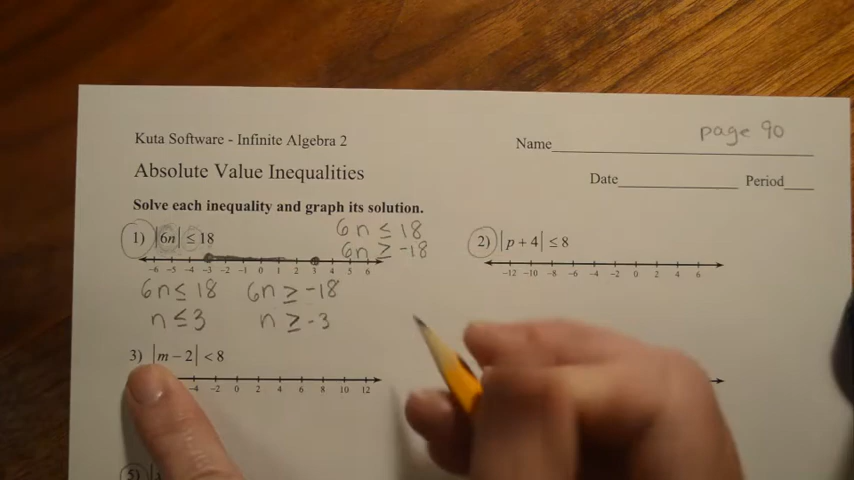 page 90
Kuta Software - Infinite Algebra 2
Name
Absolute Value Inequalities
Date Period
Solve each inequality and graph its solution.
1) |6n| ≤ 18
6n ≤ 18
6n ≥ -18
-6 -5 -4 -3 -2 -1 0 1 2 3 4 5 6
6n ≤ 18 6n ≥ -18
n ≤ 3 n ≥ -3
2) |p + 4| ≤ 8
-12 -10 -8 -6 -4 -2 0 2 4 6
3) |m − 2| < 8
-4 -2 0 2 4 6 8 10 12
5)